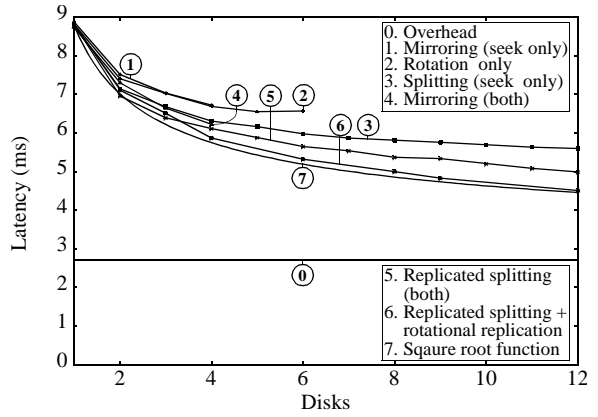 9
8
7
6
5
4
3
2
1
0
Latency (ms)
2
4
6
8
10
12
Disks
0. Overhead
1. Mirroring (seek only)
2. Rotation only
3. Splitting (seek only)
4. Mirroring (both)
5. Replicated splitting
(both)
6. Replicated splitting +
rotational replication
7. Sqaure root function
1
4
5
2
6
3
7
0